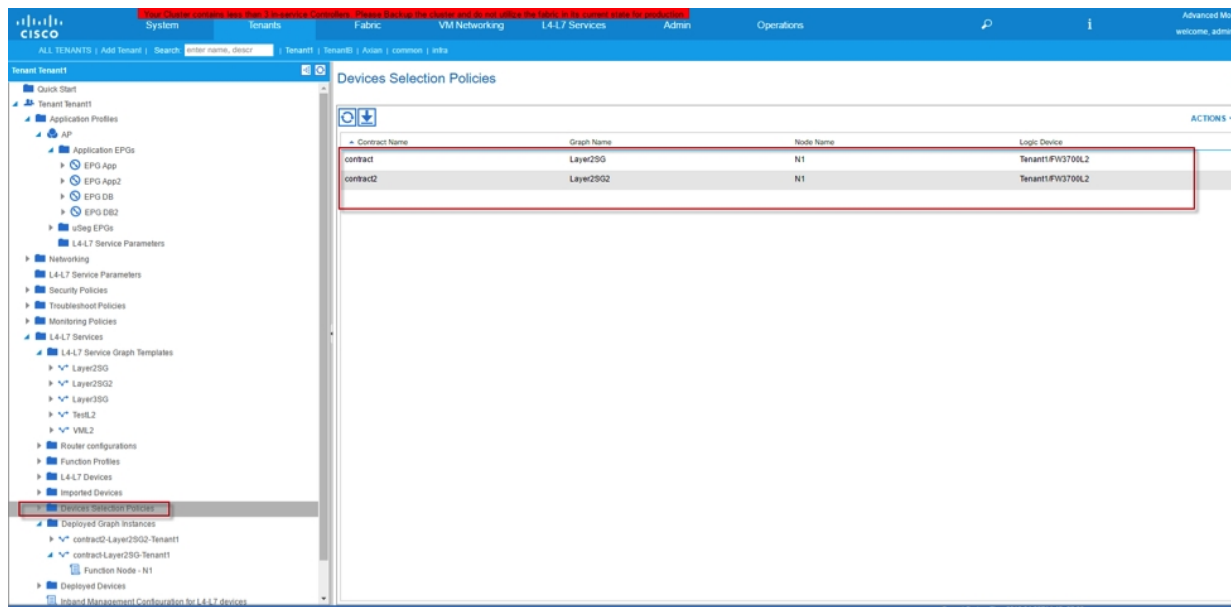 Your Cluster contains less than 3 in-service Controllers. Please Backup the cluster and do not utilize the fabric in its current state for production.
CISCO
System Tenants Fabric VM Networking L4-L7 Services Admin Operations i
Advanced Mo
welcome, admi
ALL TENANTS | Add Tenant | Search: enter name, descr | Tenant1 | TenantB | Axian | common | infra
Tenant Tenant1
Quick Start
Tenant Tenant1
Application Profiles
AP
Application EPGs
EPG App
EPG App2
EPG DB
EPG DB2
uSeg EPGs
L4-L7 Service Parameters
Networking
L4-L7 Service Parameters
Security Policies
Troubleshoot Policies
Monitoring Policies
L4-L7 Services
L4-L7 Service Graph Templates
Layer2SG
Layer2SG2
Layer3SG
TestL2
VML2
Router configurations
Function Profiles
L4-L7 Devices
Imported Devices
Devices Selection Policies
Deployed Graph Instances
contract2-Layer2SG2-Tenant1
contract-Layer2SG-Tenant1
Function Node - N1
Deployed Devices
Inband Management Configuration for L4-L7 devices
Devices Selection Policies
ACTIONS
Contract Name Graph Name Node Name Logic Device
contract Layer2SG N1 Tenant1/FW3700L2
contract2 Layer2SG2 N1 Tenant1/FW3700L2